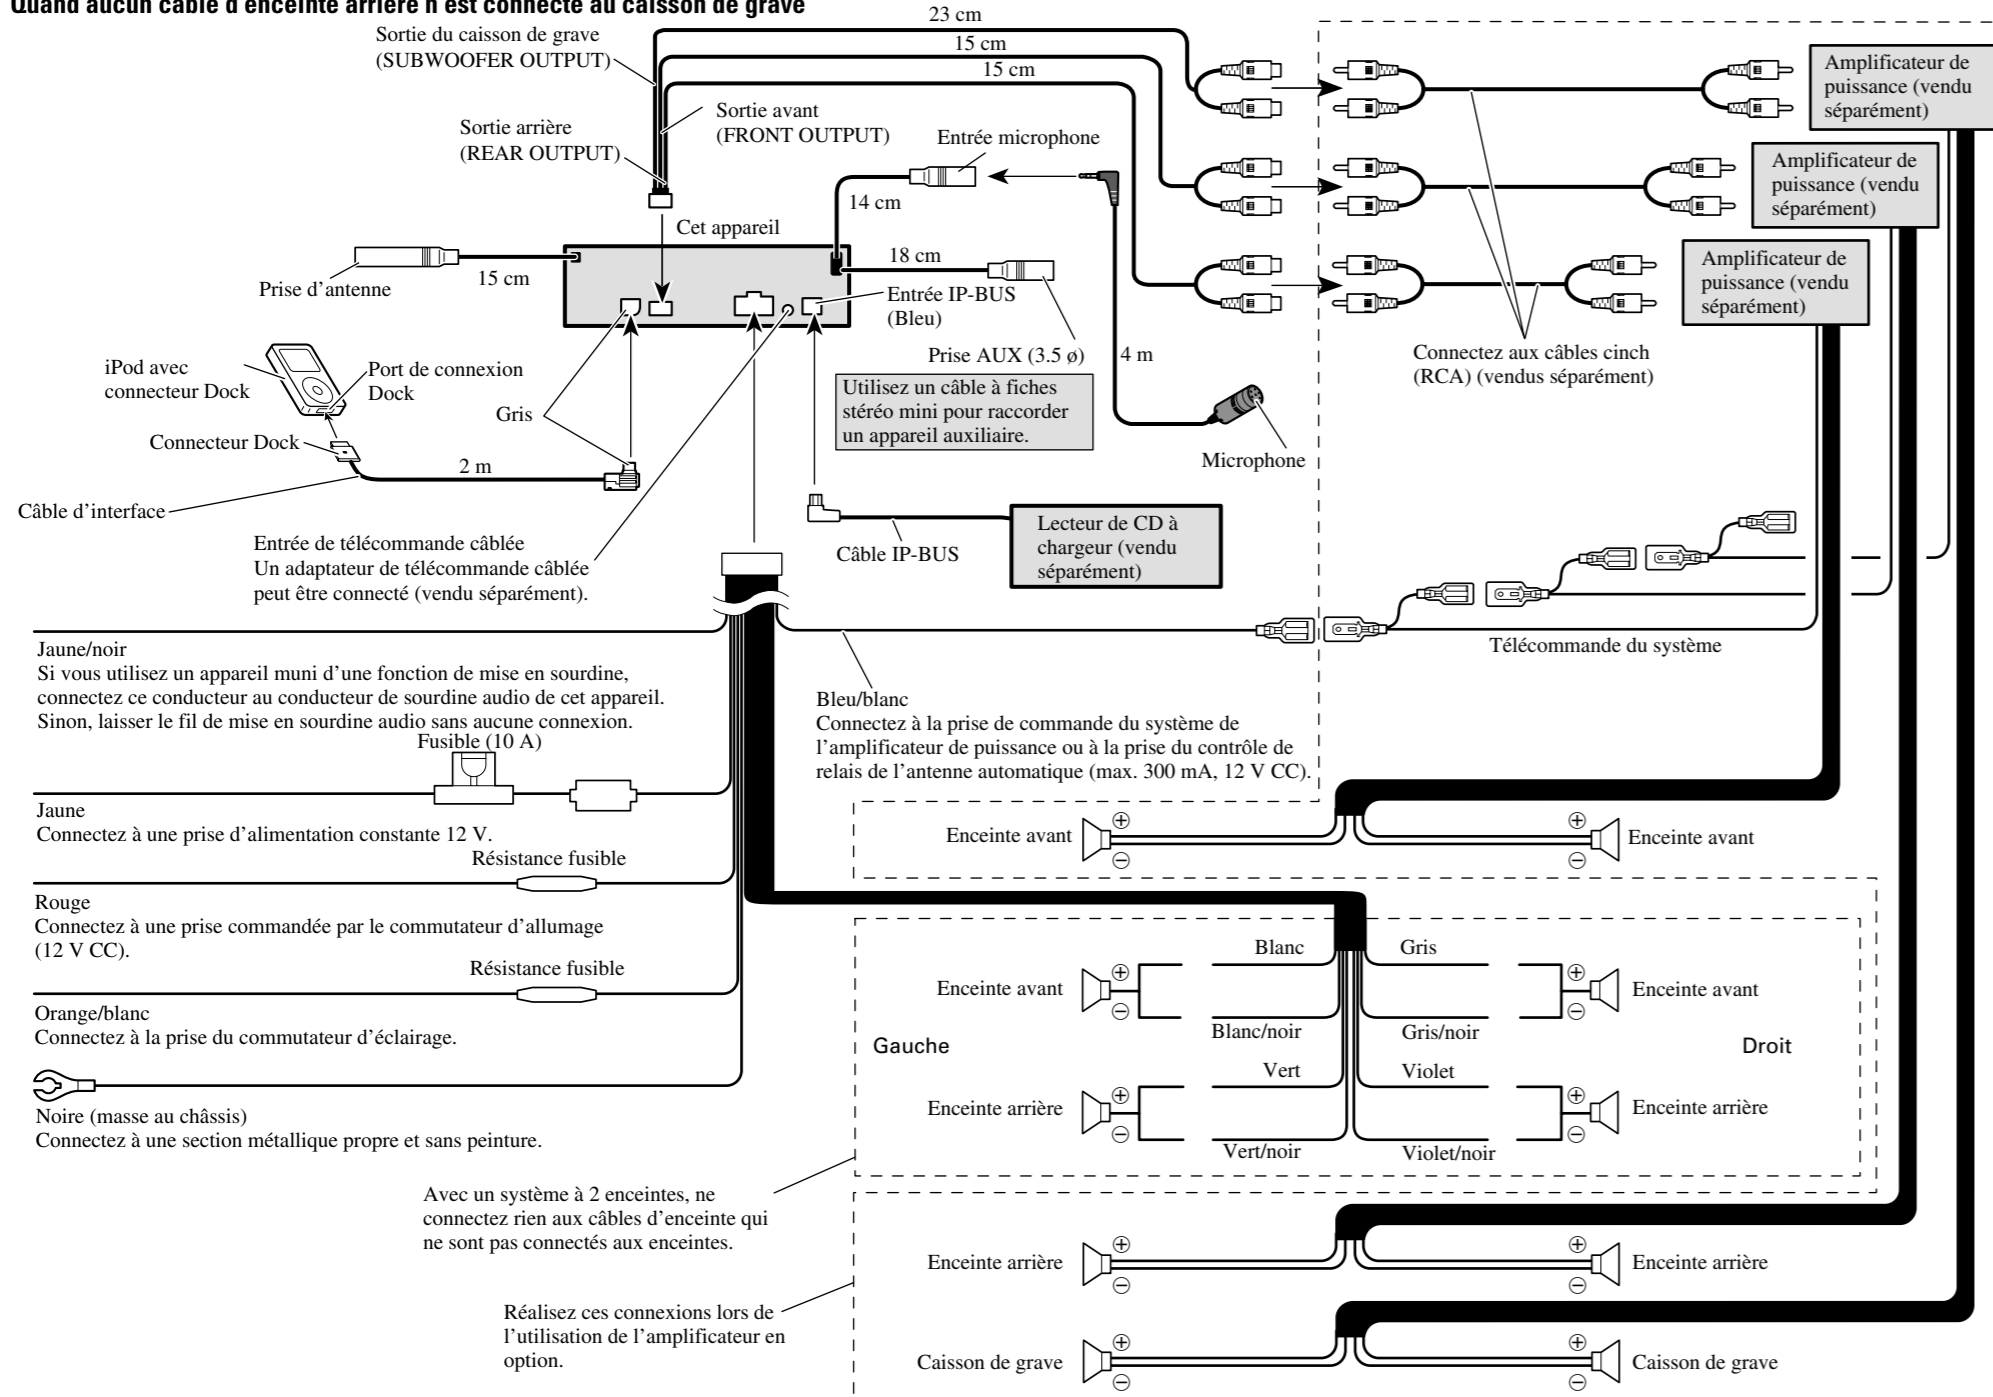 Quand aucun câble d'enceinte arrière n'est connecté au caisson de grave
23 cm
Sortie du caisson de grave
(SUBWOOFER OUTPUT)
15 cm
15 cm
Sortie avant
(FRONT OUTPUT)
Sortie arrière
(REAR OUTPUT)
Entrée microphone
14 cm
Cet appareil
18 cm
Prise d'antenne
15 cm
Entrée IP-BUS
(Bleu)
Prise AUX (3.5 ø)
Utilisez un câble à fiches
stéréo mini pour raccorder
un appareil auxiliaire.
4 m
Microphone
Amplificateur de
puissance (vendu
séparément)
Amplificateur de
puissance (vendu
séparément)
Amplificateur de
puissance (vendu
séparément)
Connectez aux câbles cinch
(RCA) (vendus séparément)
iPod avec
connecteur Dock
Port de connexion
Dock
Gris
Connecteur Dock
2 m
Câble d'interface
Entrée de télécommande câblée
Un adaptateur de télécommande câblée
peut être connecté (vendu séparément).
Câble IP-BUS
Lecteur de CD à
chargeur (vendu
séparément)
Télécommande du système
Jaune/noir
Si vous utilisez un appareil muni d'une fonction de mise en sourdine,
connectez ce conducteur au conducteur de sourdine audio de cet appareil.
Sinon, laisser le fil de mise en sourdine audio sans aucune connexion.
Bleu/blanc
Connectez à la prise de commande du système de
l'amplificateur de puissance ou à la prise du contrôle de
relais de l'antenne automatique (max. 300 mA, 12 V CC).
Fusible (10 A)
Jaune
Connectez à une prise d'alimentation constante 12 V.
Résistance fusible
Rouge
Connectez à une prise commandée par le commutateur d'allumage
(12 V CC).
Résistance fusible
Orange/blanc
Connectez à la prise du commutateur d'éclairage.
Noire (masse au châssis)
Connectez à une section métallique propre et sans peinture.
Enceinte avant
⊕
⊖
⊕
⊖
Enceinte avant
Blanc
Gris
Enceinte avant
⊕
⊖
⊕
⊖
Enceinte avant
Blanc/noir
Gris/noir
Gauche
Droit
Vert
Violet
Enceinte arrière
⊕
⊖
⊕
⊖
Enceinte arrière
Vert/noir
Violet/noir
Avec un système à 2 enceintes, ne
connectez rien aux câbles d'enceinte qui
ne sont pas connectés aux enceintes.
Enceinte arrière
⊕
⊖
⊕
⊖
Enceinte arrière
Réalisez ces connexions lors de
l'utilisation de l'amplificateur en
option.
Caisson de grave
⊕
⊖
⊕
⊖
Caisson de grave